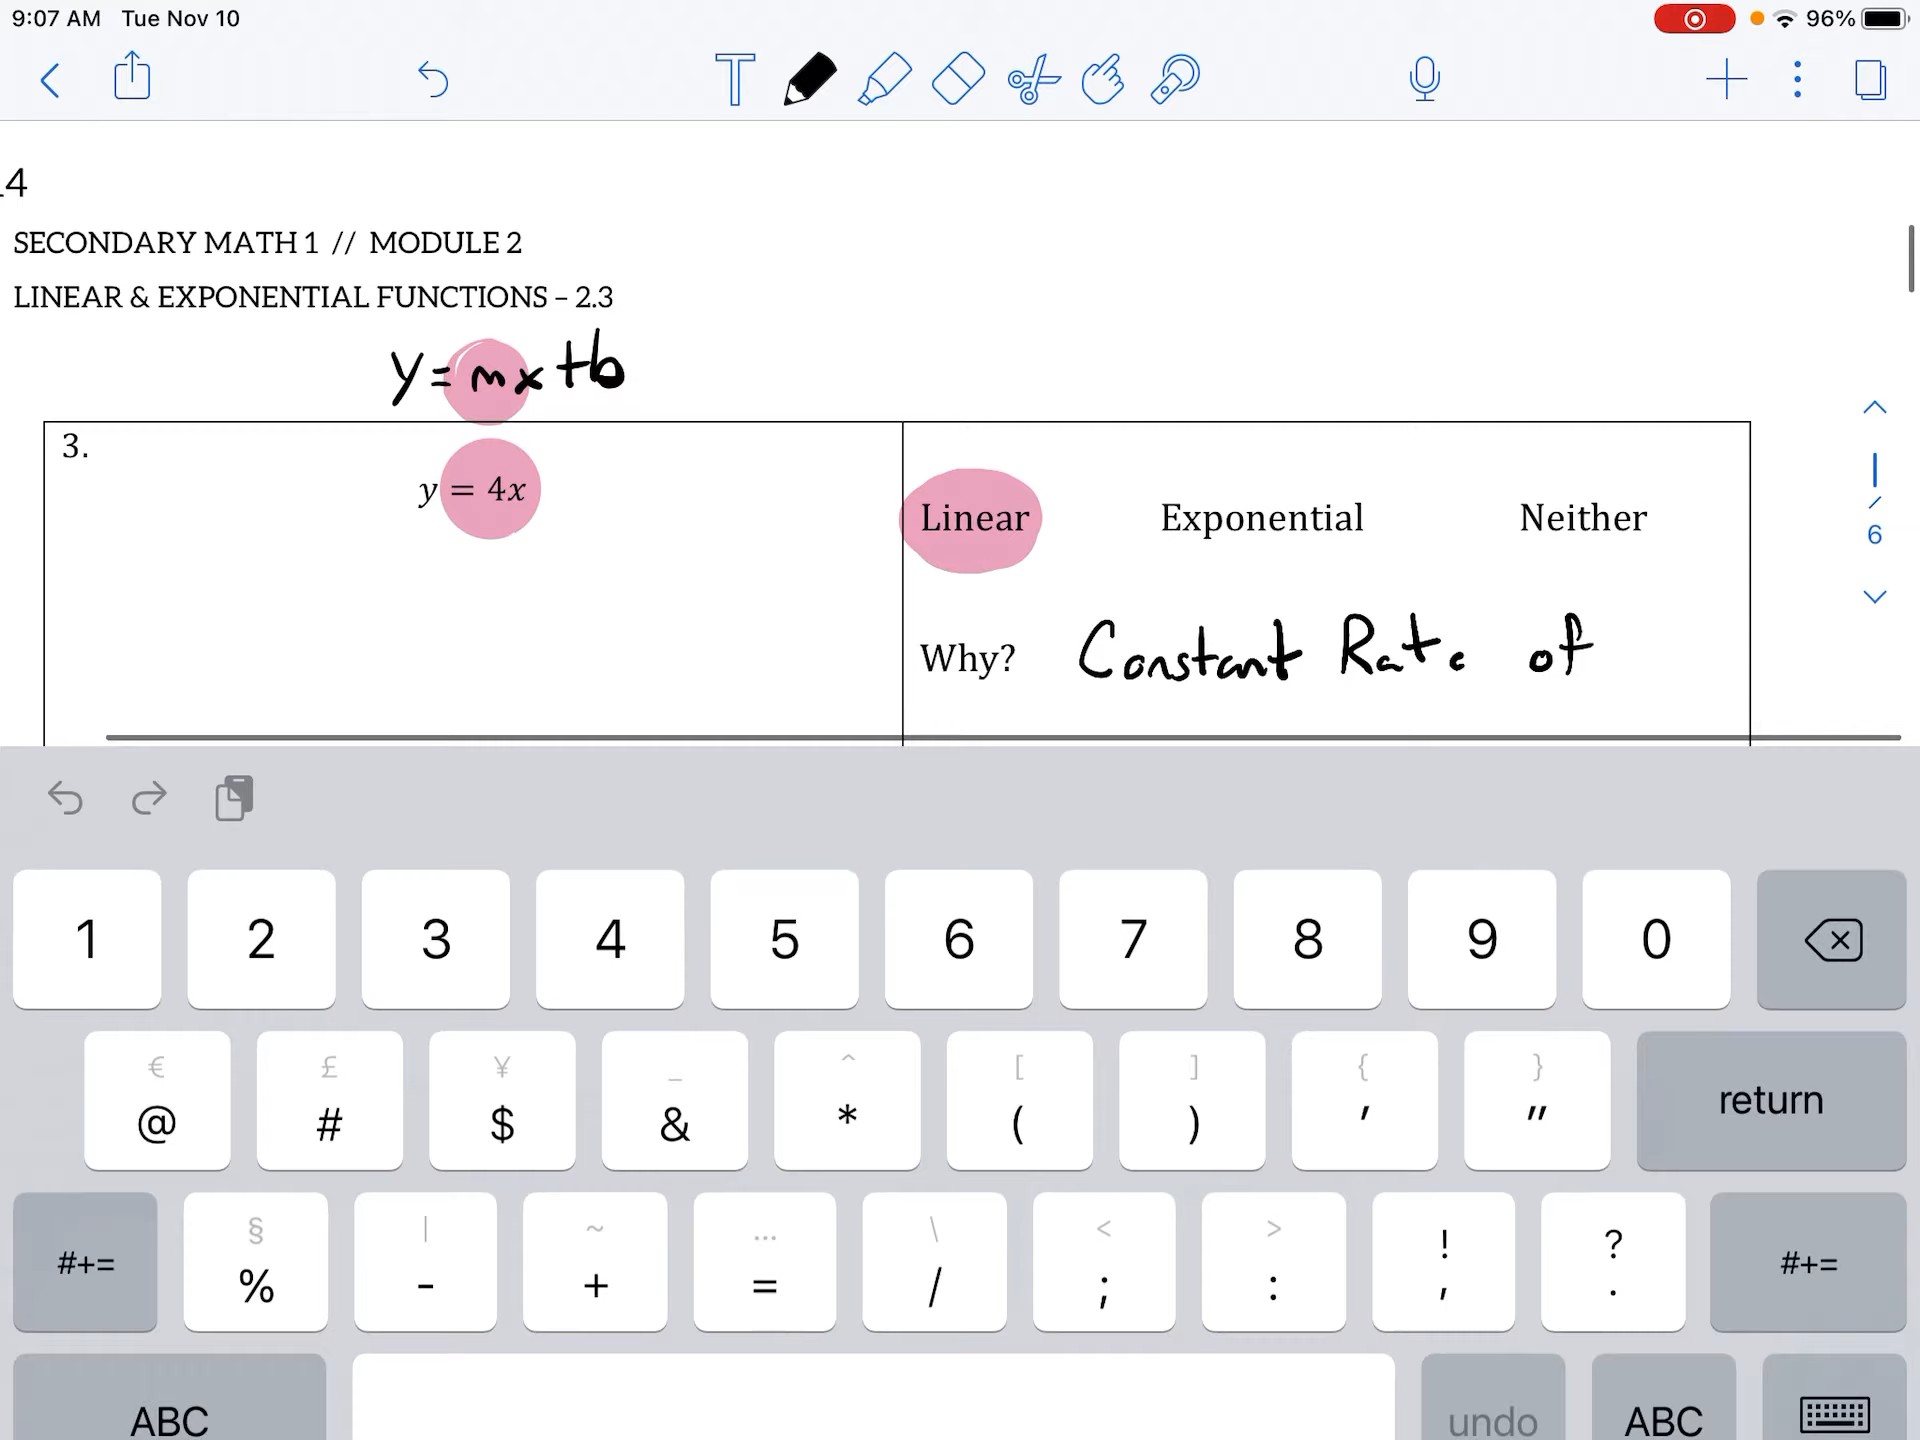 9:07 AM Tue Nov 10 96%
14
SECONDARY MATH 1 // MODULE 2
LINEAR & EXPONENTIAL FUNCTIONS – 2.3
y = mx + b
3.
y = 4x
Linear Exponential Neither
Why? Constant Rate of
1
/
6
1 2 3 4 5 6 7 8 9 0
€ £ ¥ _ ^ [ ] { }
@ # $ & * ( ) ' " return
§ | ~ … \ < > ! ?
#+= % - + = / ; : , . #+=
ABC undo ABC